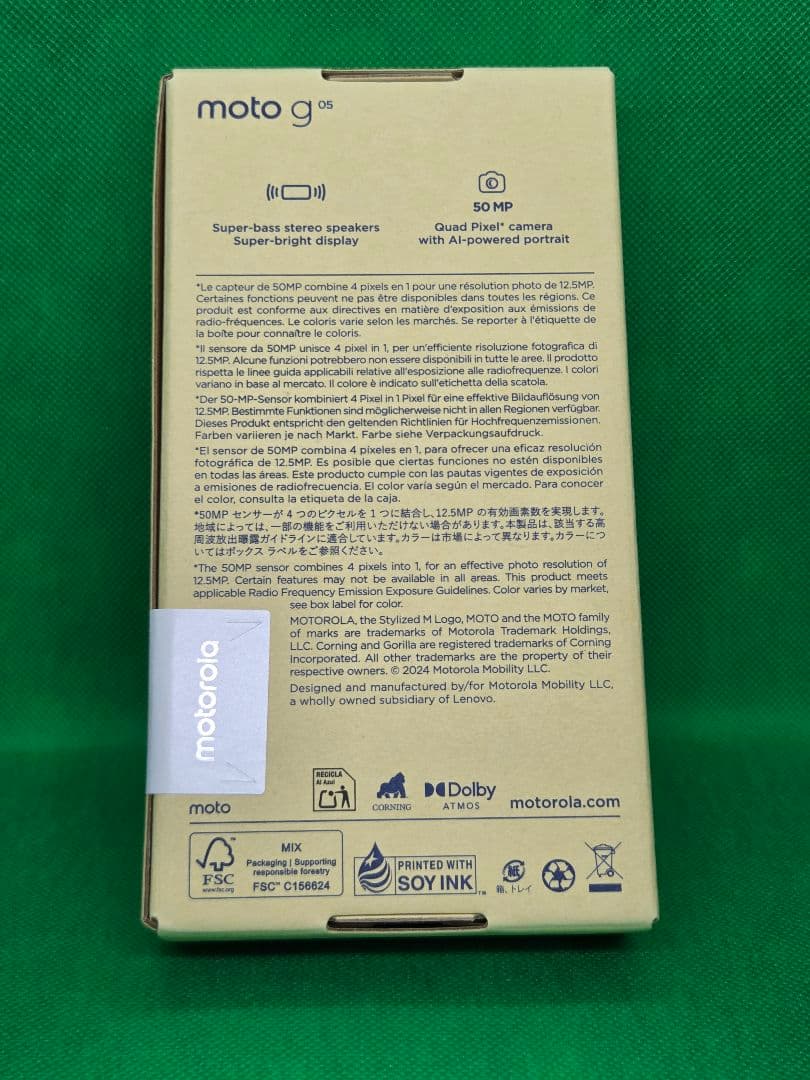 moto g 05
Super-bass stereo speakers
Super-bright display
50 MP
Quad Pixel* camera
with AI-powered portrait
*Le capteur de 50MP combine 4 pixels en 1 pour une résolution photo de 12.5MP.
Certaines fonctions peuvent ne pas être disponibles dans toutes les régions. Ce
produit est conforme aux directives en matière d'exposition aux émissions de
radio-fréquences. Le coloris varie selon les marchés. Se reporter à l'étiquette de
la boîte pour connaître le coloris.
*Il sensore da 50MP unisce 4 pixel in 1, per un'efficiente risoluzione fotografica di
12.5MP. Alcune funzioni potrebbero non essere disponibili in tutte le aree. Il prodotto
rispetta le linee guida applicabili relative all'esposizione alle radiofrequenze. I colori
variano in base al mercato. Il colore è indicato sull'etichetta della scatola.
*Der 50-MP-Sensor kombiniert 4 Pixel in 1 Pixel für eine effektive Bildauflösung von
12.5MP. Bestimmte Funktionen sind möglicherweise nicht in allen Regionen verfügbar.
Dieses Produkt entspricht den geltenden Richtlinien für Hochfrequenzemissionen.
Farben variieren je nach Markt. Farbe siehe Verpackungsaufdruck.
*El sensor de 50MP combina 4 píxeles en 1, para ofrecer una eficaz resolución
fotográfica de 12.5MP. Es posible que ciertas funciones no estén disponibles
en todas las áreas. Este producto cumple con las pautas vigentes de exposición
a emisiones de radiofrecuencia. El color varía según el mercado. Para conocer
el color, consulta la etiqueta de la caja.
*50MP センサーが 4 つのピクセルを 1 つに結合し、12.5MP の有効画素数を実現します。
地域によっては、一部の機能をご利用いただけない場合があります。本製品は、該当する高
周波放出曝露ガイドラインに適合しています。カラーは市場によって異なります。カラーにつ
いてはボックス ラベルをご参照ください。
*The 50MP sensor combines 4 pixels into 1, for an effective photo resolution of
12.5MP. Certain features may not be available in all areas. This product meets
applicable Radio Frequency Emission Exposure Guidelines. Color varies by market,
see box label for color.
MOTOROLA, the Stylized M Logo, MOTO and the MOTO family
of marks are trademarks of Motorola Trademark Holdings,
LLC. Corning and Gorilla are registered trademarks of Corning
Incorporated. All other trademarks are the property of their
respective owners. © 2024 Motorola Mobility LLC.
Designed and manufactured by/for Motorola Mobility LLC,
a wholly owned subsidiary of Lenovo.
motorola
moto
RECICLA
Al Azul
CORNING
Dolby
ATMOS
motorola.com
FSC™
www.fsc.org
MIX
Packaging | Supporting
responsible forestry
FSC™ C156624
PRINTED WITH
SOY INK™
紙
箱、トレイ